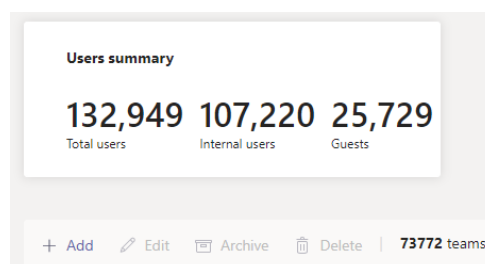 Users summary
132,949 107,220 25,729
Total users Internal users Guests
+ Add Edit Archive Delete | 73772 teams